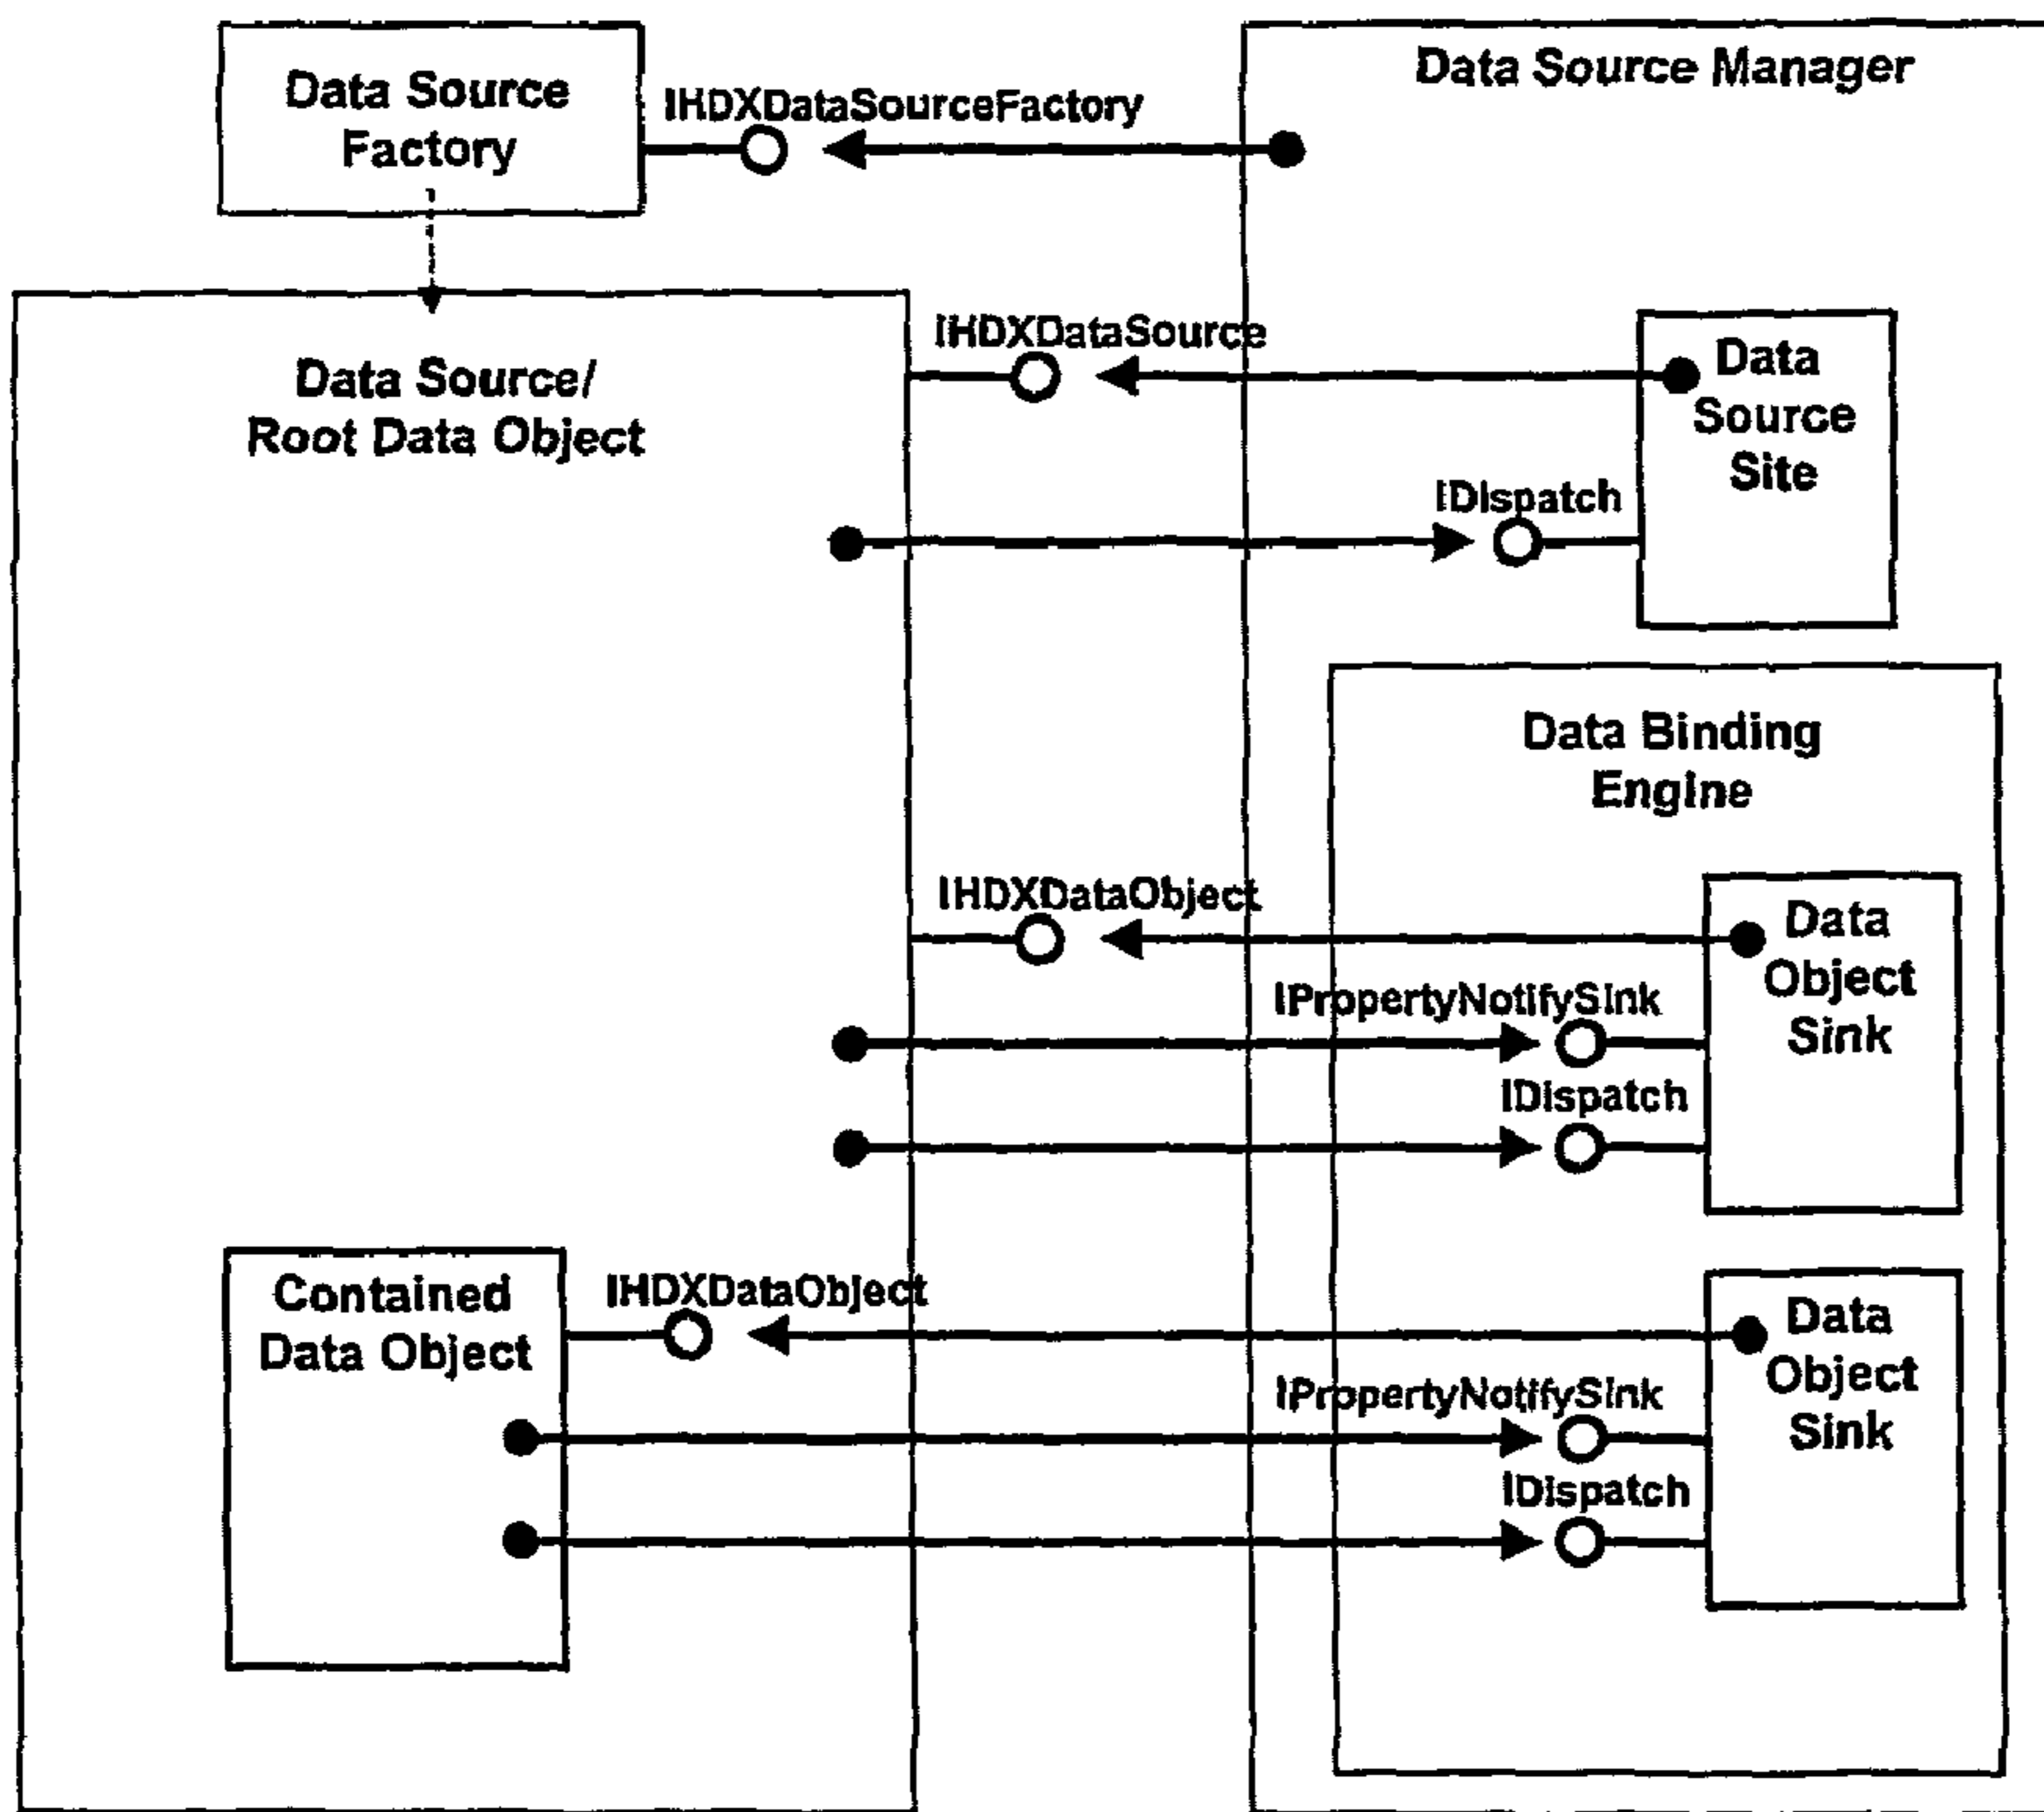 Data Source
Factory
IHDXDataSourceFactory
Data Source Manager
Data Source/
Root Data Object
IHDXDataSource
Data
Source
Site
IDispatch
Data Binding
Engine
IHDXDataObject
Data
Object
Sink
IPropertyNotifySink
IDispatch
Contained
Data Object
IHDXDataObject
Data
Object
Sink
IPropertyNotifySink
IDispatch